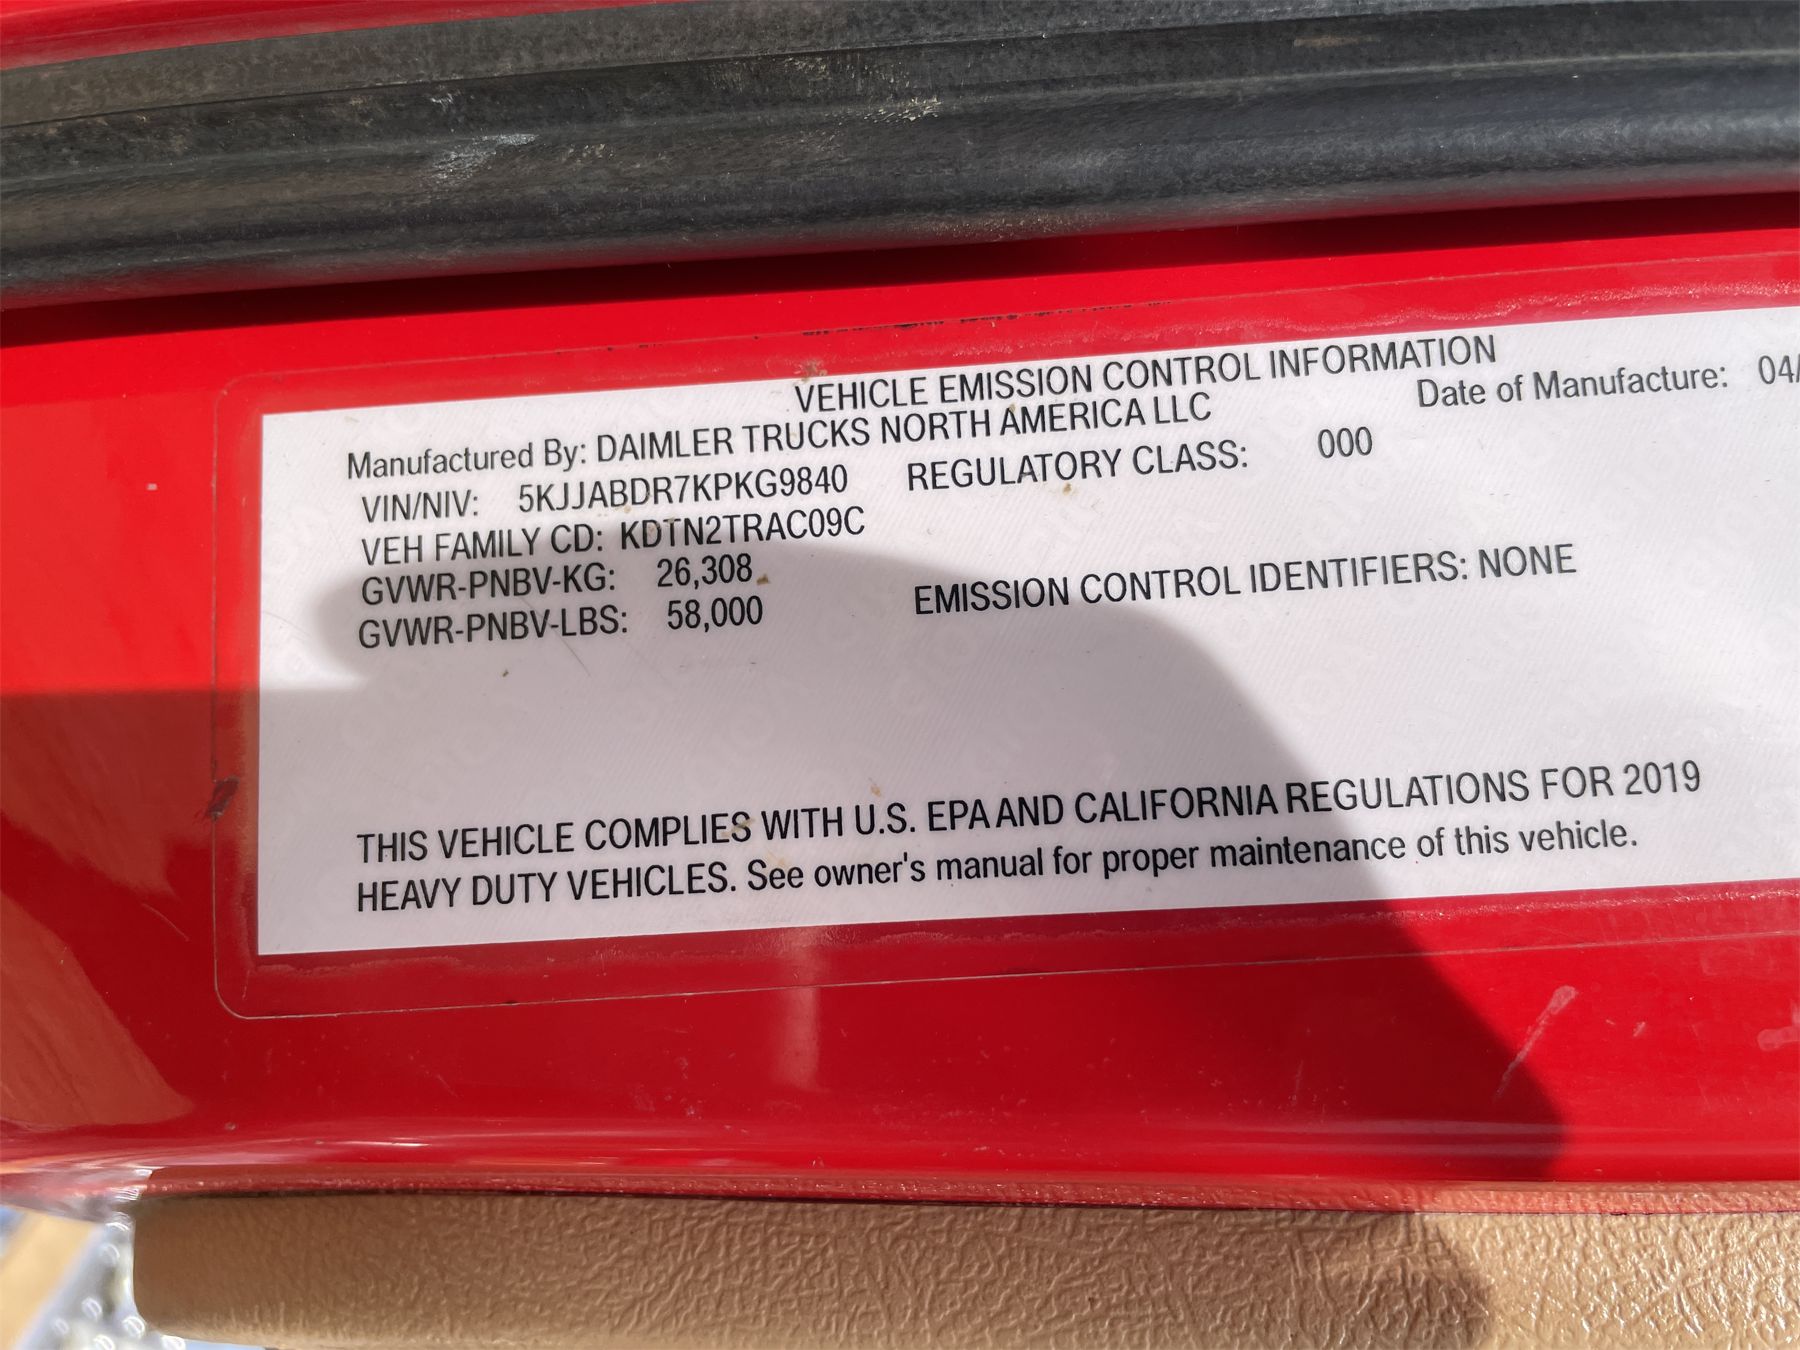 VEHICLE EMISSION CONTROL INFORMATION
Manufactured By: DAIMLER TRUCKS NORTH AMERICA LLC Date of Manufacture: 04/
VIN/NIV: 5KJJABDR7KPKG9840 REGULATORY CLASS: 000
VEH FAMILY CD: KDTN2TRAC09C
GVWR-PNBV-KG: 26,308
GVWR-PNBV-LBS: 58,000 EMISSION CONTROL IDENTIFIERS: NONE
THIS VEHICLE COMPLIES WITH U.S. EPA AND CALIFORNIA REGULATIONS FOR 2019
HEAVY DUTY VEHICLES. See owner's manual for proper maintenance of this vehicle.